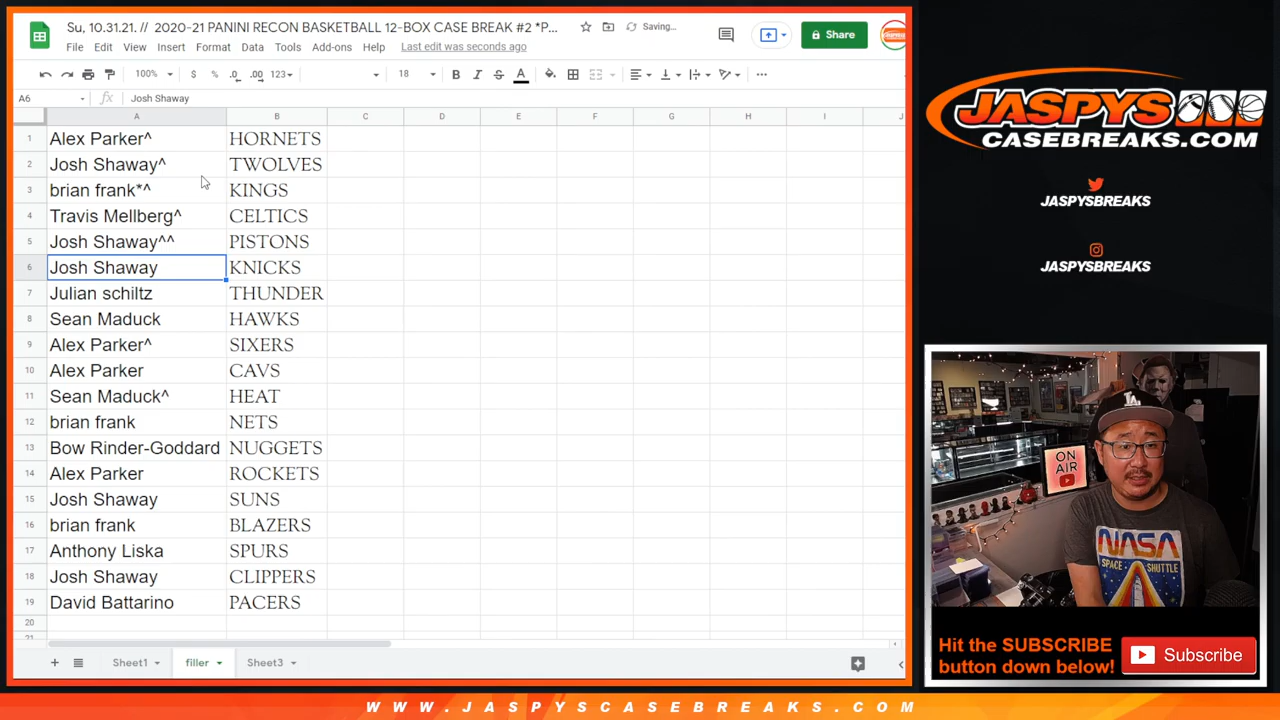 Su, 10.31.21. // 2020-21 PANINI RECON BASKETBALL 12-BOX CASE BREAK #2 *P...
Saving...
Share
File Edit View Insert Format Data Tools Add-ons Help Last edit was seconds ago
100% $ % .0 .00 123 18 B I S A
A6 fx Josh Shaway
A B C D E F G H I J
1 Alex Parker^ HORNETS
2 Josh Shaway^ TWOLVES
3 brian frank*^ KINGS
4 Travis Mellberg^ CELTICS
5 Josh Shaway^^ PISTONS
6 Josh Shaway KNICKS
7 Julian schiltz THUNDER
8 Sean Maduck HAWKS
9 Alex Parker^ SIXERS
10 Alex Parker CAVS
11 Sean Maduck^ HEAT
12 brian frank NETS
13 Bow Rinder-Goddard NUGGETS
14 Alex Parker ROCKETS
15 Josh Shaway SUNS
16 brian frank BLAZERS
17 Anthony Liska SPURS
18 Josh Shaway CLIPPERS
19 David Battarino PACERS
20
21
Sheet1 filler Sheet3
JASPYS
CASEBREAKS.COM
JASPYSBREAKS
JASPYSBREAKS
LA
ON
AIR
NASA
SPACE SHUTTLE
Hit the SUBSCRIBE
button down below!
Subscribe
WWW.JASPYSCASEBREAKS.COM